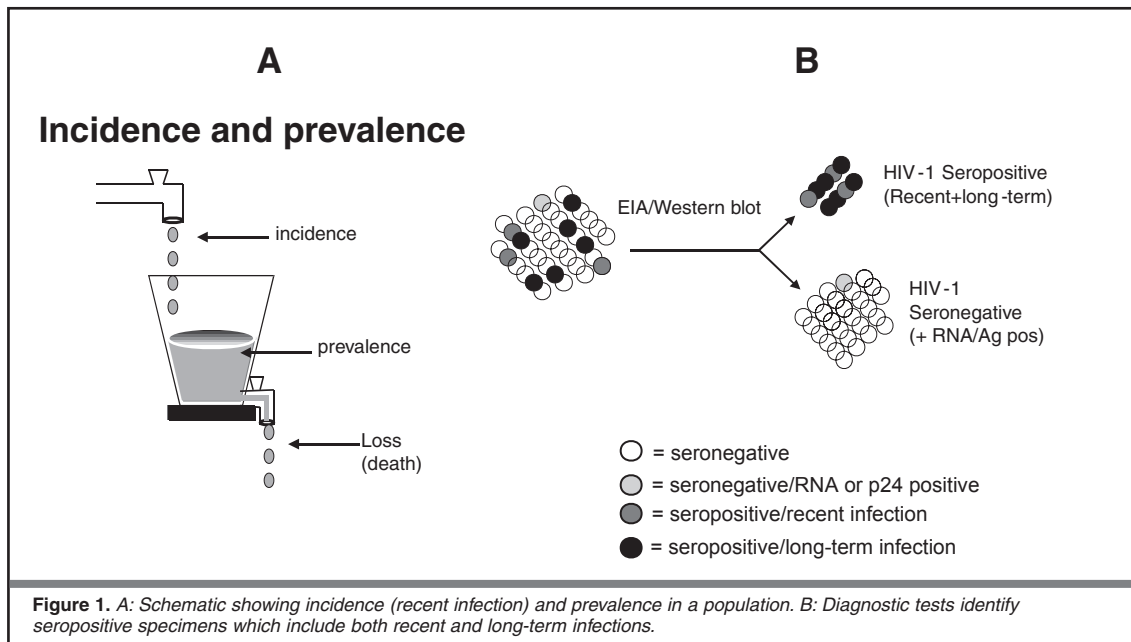 A
B
Incidence and prevalence
incidence
prevalence
Loss
(death)
EIA/Western blot
HIV-1 Seropositive
(Recent+long-term)
HIV-1
Seronegative
(+ RNA/Ag pos)
= seronegative
= seronegative/RNA or p24 positive
= seropositive/recent infection
= seropositive/long-term infection
Figure 1. A: Schematic showing incidence (recent infection) and prevalence in a population. B: Diagnostic tests identify
seropositive specimens which include both recent and long-term infections.